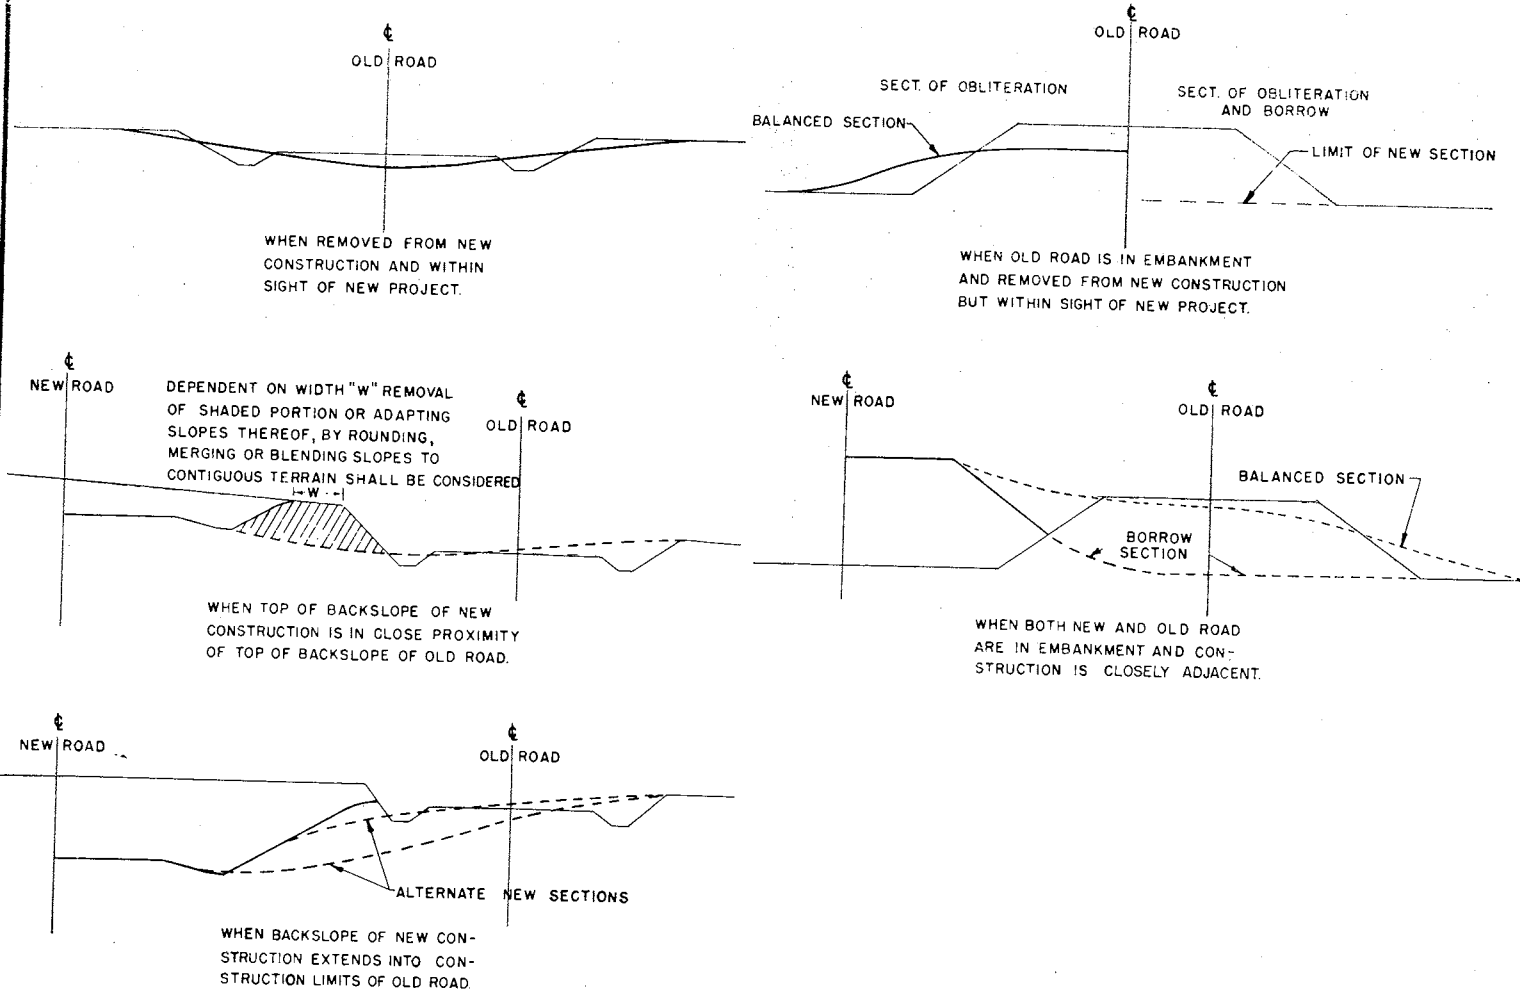 ℄
OLD ROAD
WHEN REMOVED FROM NEW
CONSTRUCTION AND WITHIN
SIGHT OF NEW PROJECT.
℄
OLD ROAD
SECT. OF OBLITERATION
SECT. OF OBLITERATION
AND BORROW
BALANCED SECTION
LIMIT OF NEW SECTION
WHEN OLD ROAD IS IN EMBANKMENT
AND REMOVED FROM NEW CONSTRUCTION
BUT WITHIN SIGHT OF NEW PROJECT.
℄
NEW ROAD
DEPENDENT ON WIDTH "W" REMOVAL
OF SHADED PORTION OR ADAPTING
SLOPES THEREOF, BY ROUNDING,
MERGING OR BLENDING SLOPES TO
CONTIGUOUS TERRAIN SHALL BE CONSIDERED
℄
OLD ROAD
W
WHEN TOP OF BACKSLOPE OF NEW
CONSTRUCTION IS IN CLOSE PROXIMITY
OF TOP OF BACKSLOPE OF OLD ROAD.
℄
NEW ROAD
℄
OLD ROAD
BALANCED SECTION
BORROW
SECTION
WHEN BOTH NEW AND OLD ROAD
ARE IN EMBANKMENT AND CON-
STRUCTION IS CLOSELY ADJACENT.
℄
NEW ROAD
℄
OLD ROAD
ALTERNATE NEW SECTIONS
WHEN BACKSLOPE OF NEW CON-
STRUCTION EXTENDS INTO CON-
STRUCTION LIMITS OF OLD ROAD.